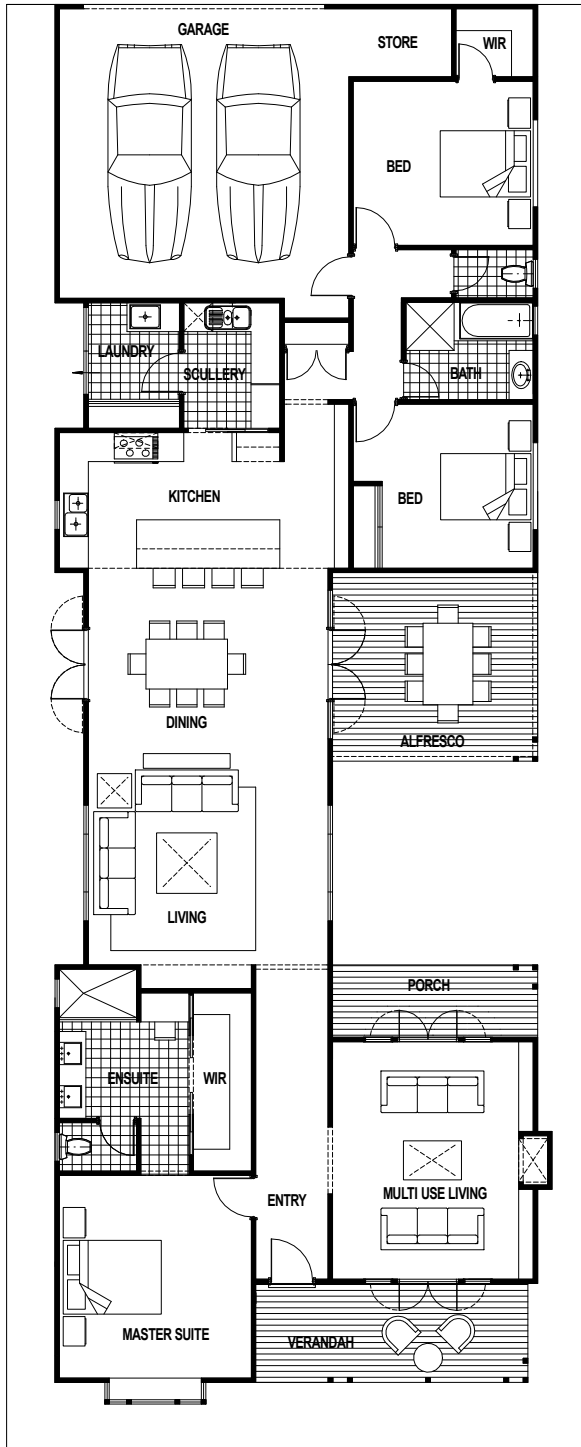 GARAGE
STORE
WIR
BED
LAUNDRY
SCULLERY
BATH
KITCHEN
BED
DINING
ALFRESCO
LIVING
PORCH
ENSUITE
WIR
ENTRY
MULTI USE LIVING
MASTER SUITE
VERANDAH